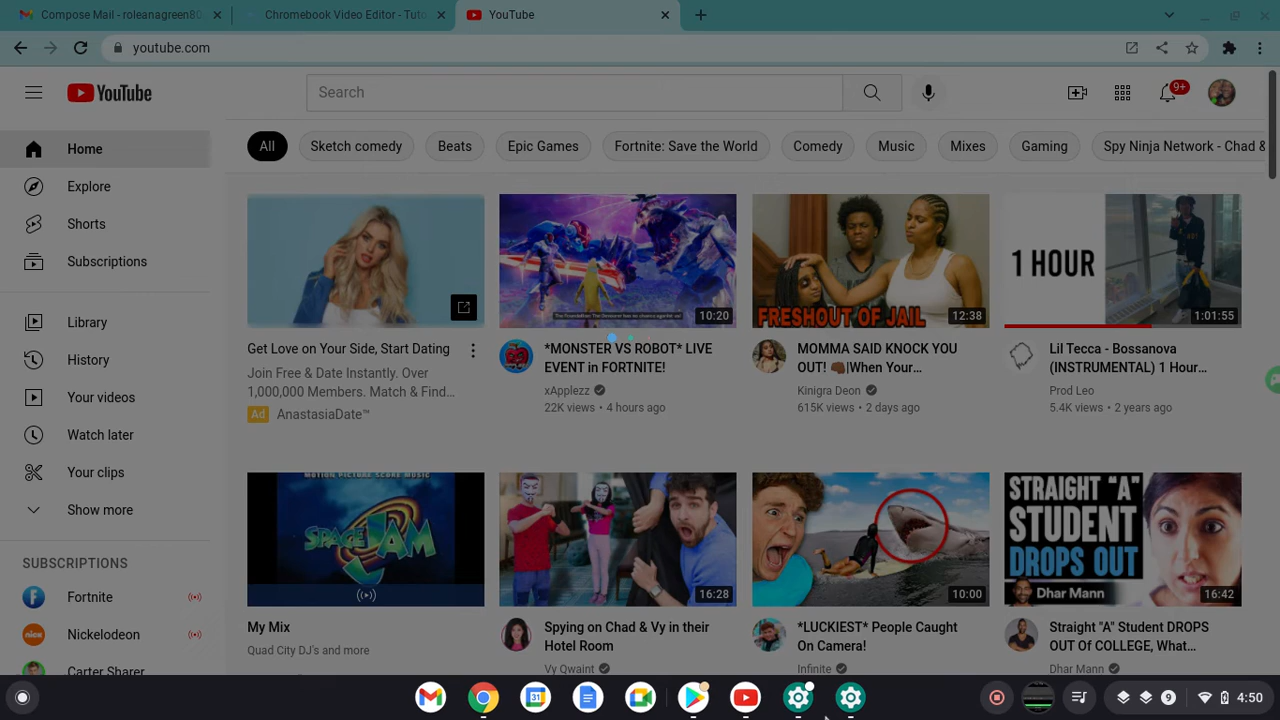 Compose Mail - roleanagreen80
Chromebook Video Editor - Tuto
YouTube
youtube.com
YouTube
Search
9+
Home
Explore
Shorts
Subscriptions
Library
History
Your videos
Watch later
Your clips
Show more
SUBSCRIPTIONS
Fortnite
Nickelodeon
Carter Sharer
All
Sketch comedy
Beats
Epic Games
Fortnite: Save the World
Comedy
Music
Mixes
Gaming
Spy Ninja Network - Chad &
Get Love on Your Side, Start Dating
Join Free & Date Instantly. Over
1,000,000 Members. Match & Find...
Ad AnastasiaDate™
10:20
*MONSTER VS ROBOT* LIVE
EVENT in FORTNITE!
xApplezz
22K views • 4 hours ago
FRESHOUT OF JAIL
12:38
MOMMA SAID KNOCK YOU
OUT! 👊🏾|When Your...
Kinigra Deon
615K views • 2 days ago
1 HOUR
1:01:55
Lil Tecca - Bossanova
(INSTRUMENTAL) 1 Hour...
Prod Leo
5.4K views • 2 years ago
MOTION PICTURE SCORE MUSIC
SPACE JAM
My Mix
Quad City DJ's and more
16:28
Spying on Chad & Vy in their
Hotel Room
Vy Qwaint
10:00
*LUCKIEST* People Caught
On Camera!
Infinite
STRAIGHT "A"
STUDENT
DROPS OUT
Dhar Mann
16:42
Straight "A" Student DROPS
OUT Of COLLEGE, What...
Dhar Mann
31
9
4:50